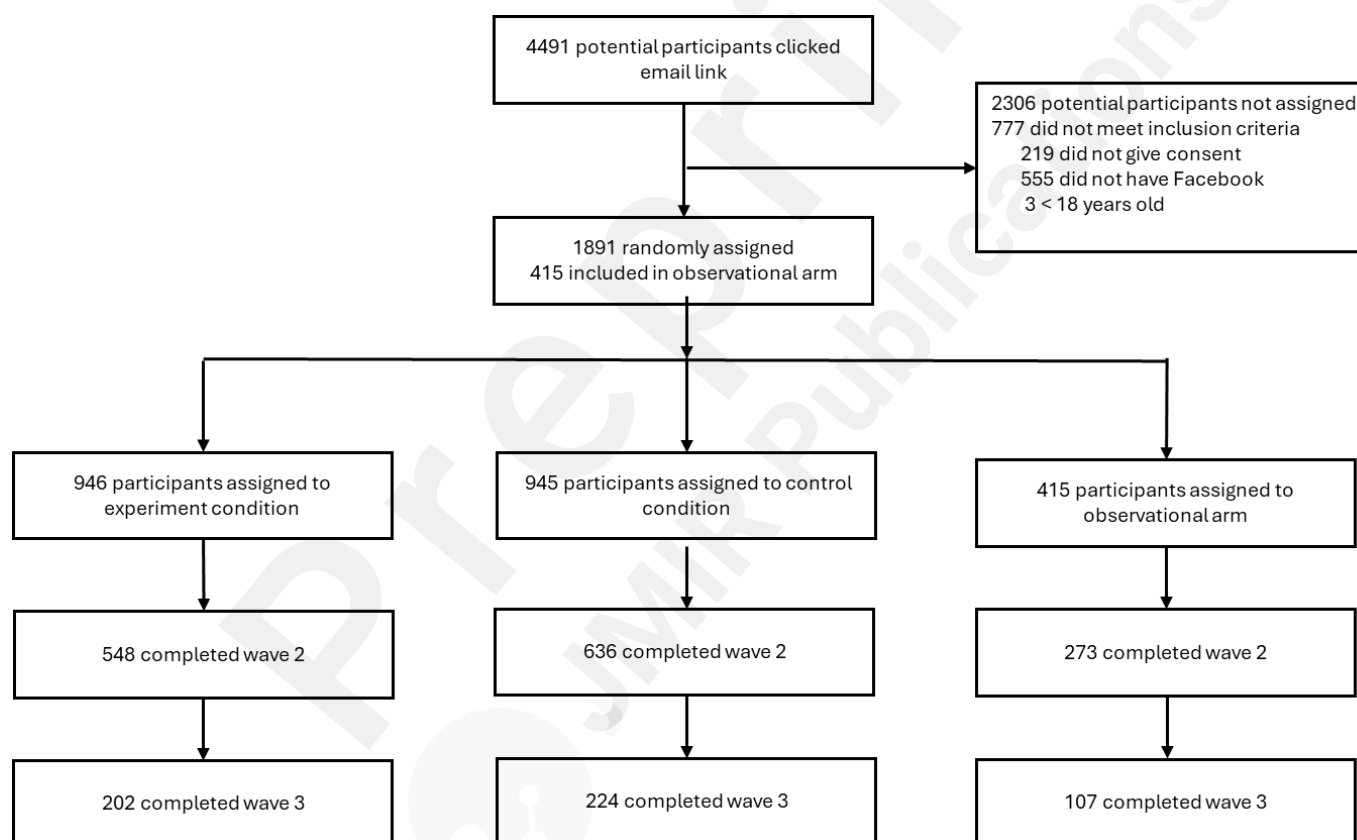 4491 potential participants clicked
email link
2306 potential participants not assigned
777 did not meet inclusion criteria
219 did not give consent
555 did not have Facebook
3 < 18 years old
1891 randomly assigned
415 included in observational arm
946 participants assigned to
experiment condition
945 participants assigned to control
condition
415 participants assigned to
observational arm
548 completed wave 2
636 completed wave 2
273 completed wave 2
202 completed wave 3
224 completed wave 3
107 completed wave 3
Preprint
JMIR Publications